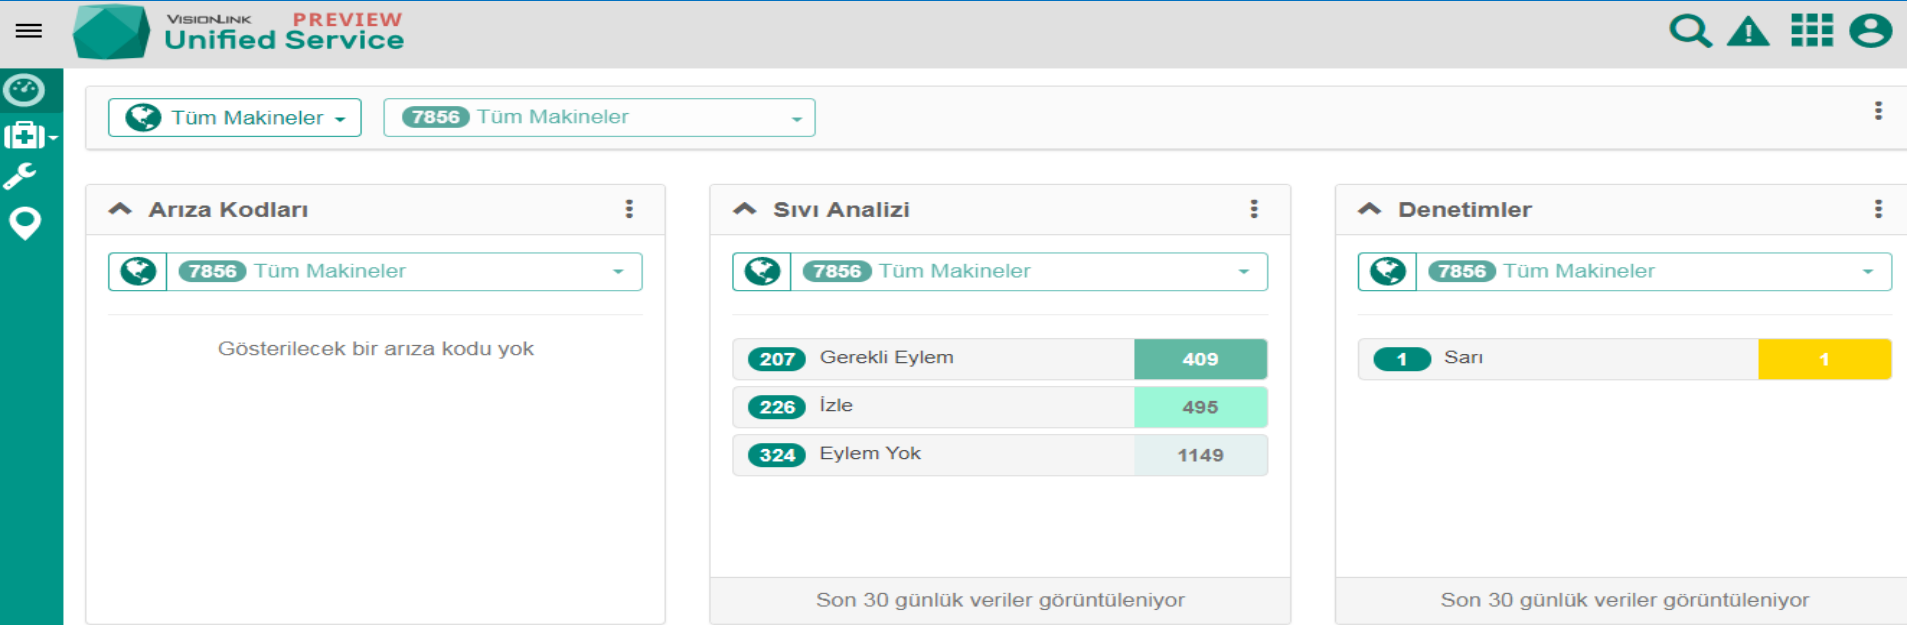 VISIONLINK PREVIEW
Unified Service
Tüm Makineler
7856 Tüm Makineler
Arıza Kodları
7856 Tüm Makineler
Gösterilecek bir arıza kodu yok
Sıvı Analizi
7856 Tüm Makineler
207 Gerekli Eylem 409
226 İzle 495
324 Eylem Yok 1149
Son 30 günlük veriler görüntüleniyor
Denetimler
7856 Tüm Makineler
1 Sarı 1
Son 30 günlük veriler görüntüleniyor